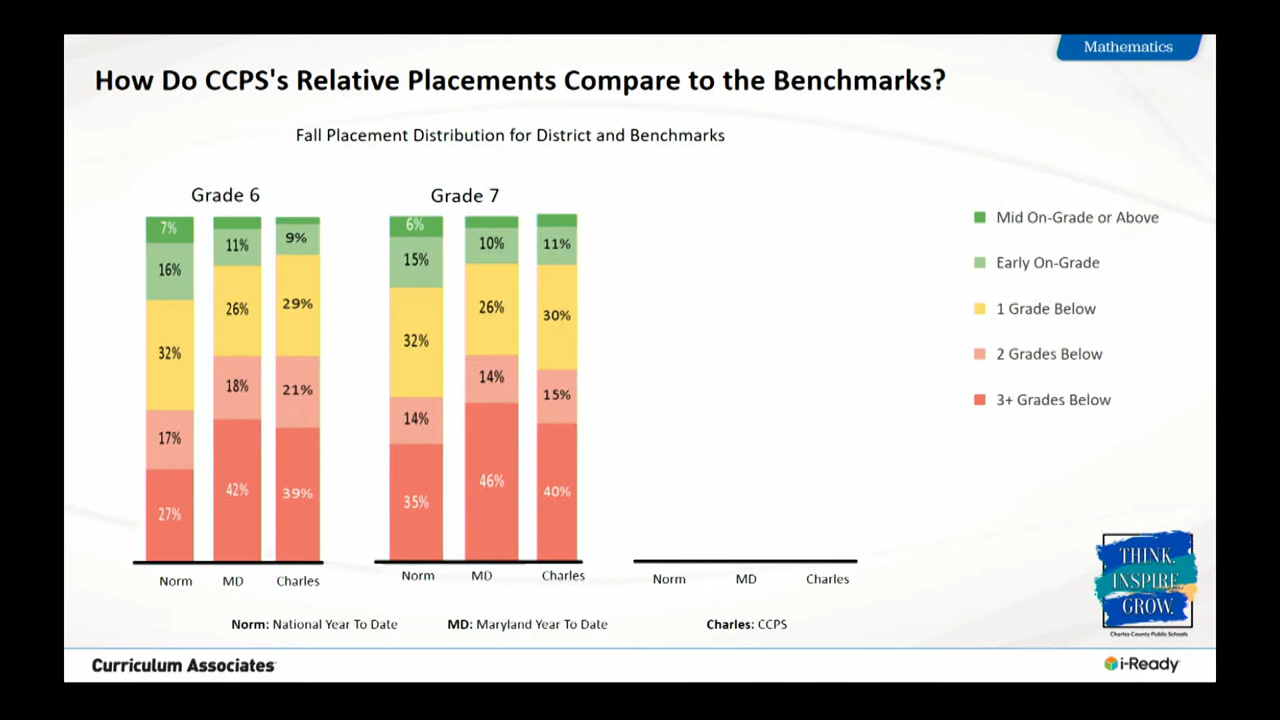 Mathematics
How Do CCPS's Relative Placements Compare to the Benchmarks?
Fall Placement Distribution for District and Benchmarks
Grade 6
7%
16%
32%
17%
27%
11%
26%
18%
42%
9%
29%
21%
39%
Norm MD Charles
Grade 7
6%
15%
32%
14%
35%
10%
26%
14%
46%
11%
30%
15%
40%
Norm MD Charles
Norm MD Charles
Mid On-Grade or Above
Early On-Grade
1 Grade Below
2 Grades Below
3+ Grades Below
Norm: National Year To Date MD: Maryland Year To Date Charles: CCPS
THINK.
INSPIRE
GROW.
Charles County Public Schools
Curriculum Associates
i-Ready